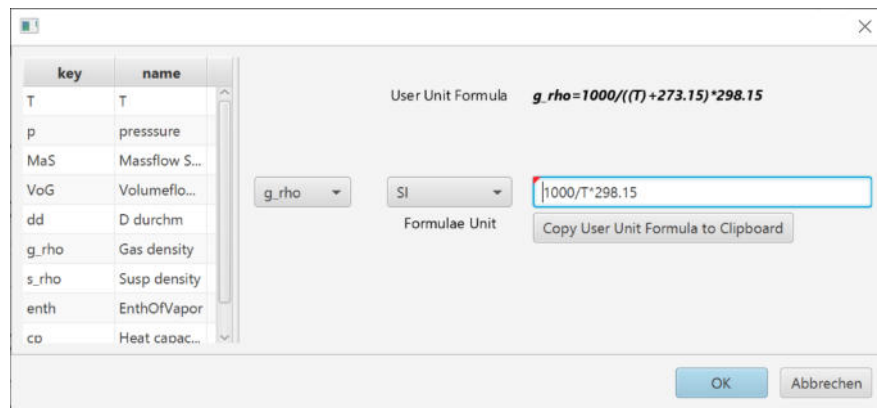 key name
T T
p presssure
MaS Massflow S...
VoG Volumeflo...
dd D durchm
g_rho Gas density
s_rho Susp density
enth EnthOfVapor
cp Heat capac...
User Unit Formula g_rho=1000/((T)+273.15)*298.15
g_rho SI 1000/T*298.15
Formulae Unit Copy User Unit Formula to Clipboard
OK Abbrechen